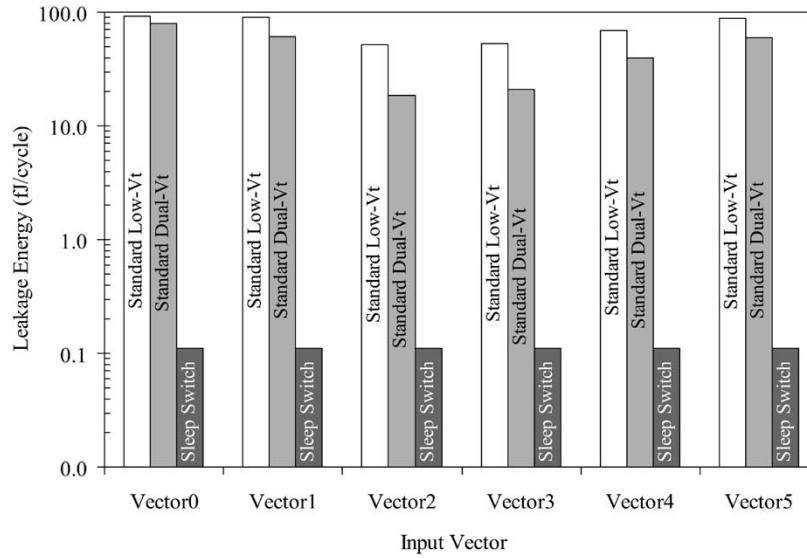 100.0
10.0
1.0
0.1
0.0
Leakage Energy (fJ/cycle)
Standard Low-Vt
Standard Dual-Vt
Sleep Switch
Standard Low-Vt
Standard Dual-Vt
Sleep Switch
Standard Low-Vt
Standard Dual-Vt
Sleep Switch
Standard Low-Vt
Standard Dual-Vt
Sleep Switch
Standard Low-Vt
Standard Dual-Vt
Sleep Switch
Standard Low-Vt
Standard Dual-Vt
Sleep Switch
Vector0 Vector1 Vector2 Vector3 Vector4 Vector5
Input Vector